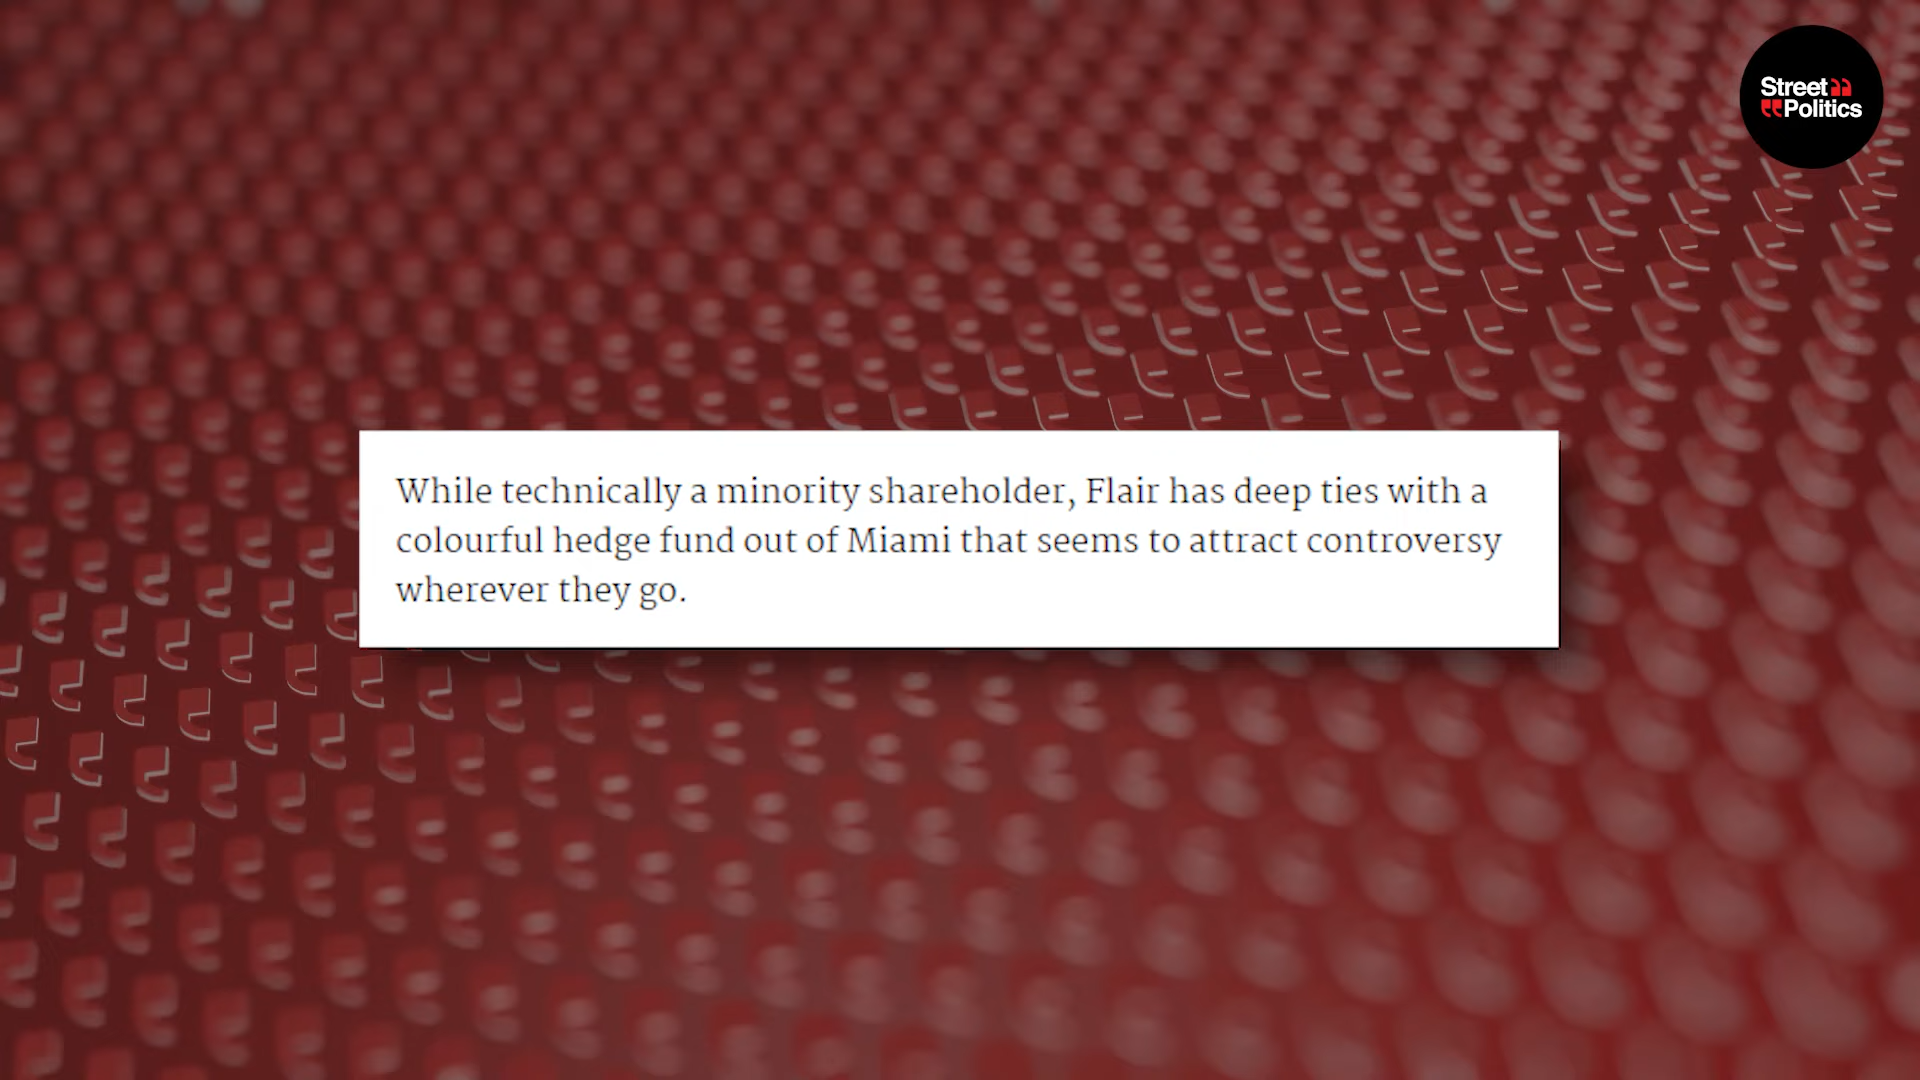 Street
Politics
While technically a minority shareholder, Flair has deep ties with a
colourful hedge fund out of Miami that seems to attract controversy
wherever they go.